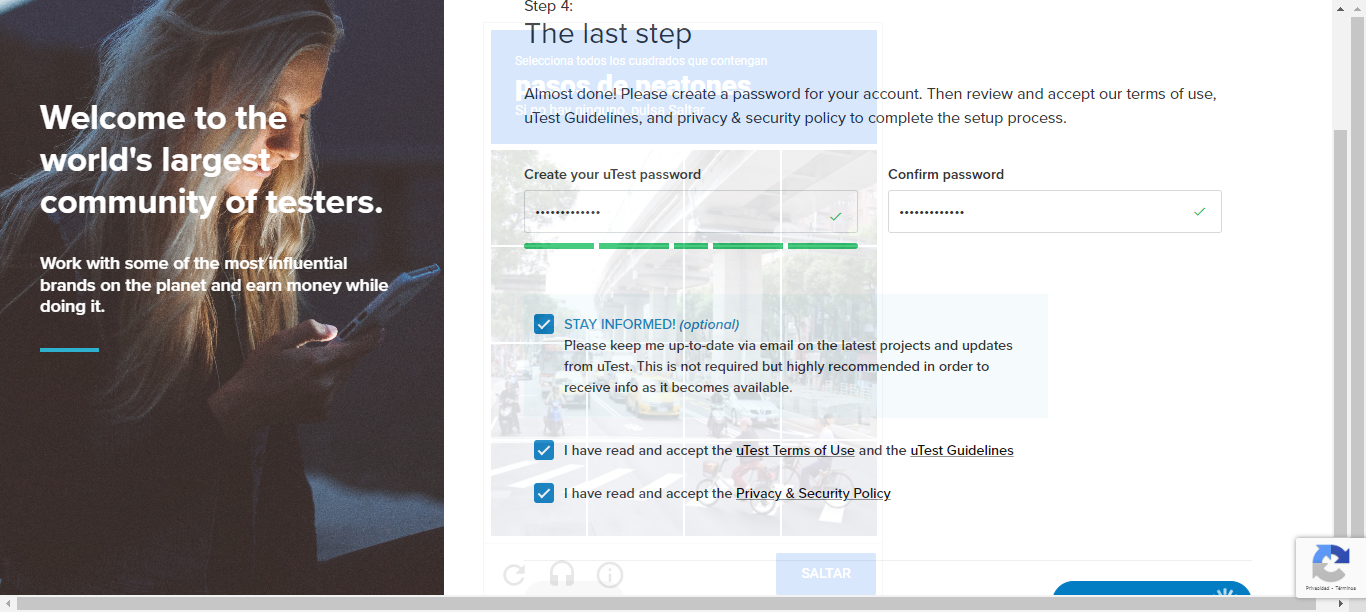 Welcome to the
world's largest
community of testers.
Work with some of the most influential
brands on the planet and earn money while
doing it.
Step 4:
The last step
Selecciona todos los cuadrados que contengan
pasos de peatones
Si no hay ninguno, pulsa Saltar
Almost done! Please create a password for your account. Then review and accept our terms of use,
uTest Guidelines, and privacy & security policy to complete the setup process.
Create your uTest password
Confirm password
STAY INFORMED! (optional)
Please keep me up-to-date via email on the latest projects and updates
from uTest. This is not required but highly recommended in order to
receive info as it becomes available.
I have read and accept the uTest Terms of Use and the uTest Guidelines
I have read and accept the Privacy & Security Policy
SALTAR
Privacidad - Términos